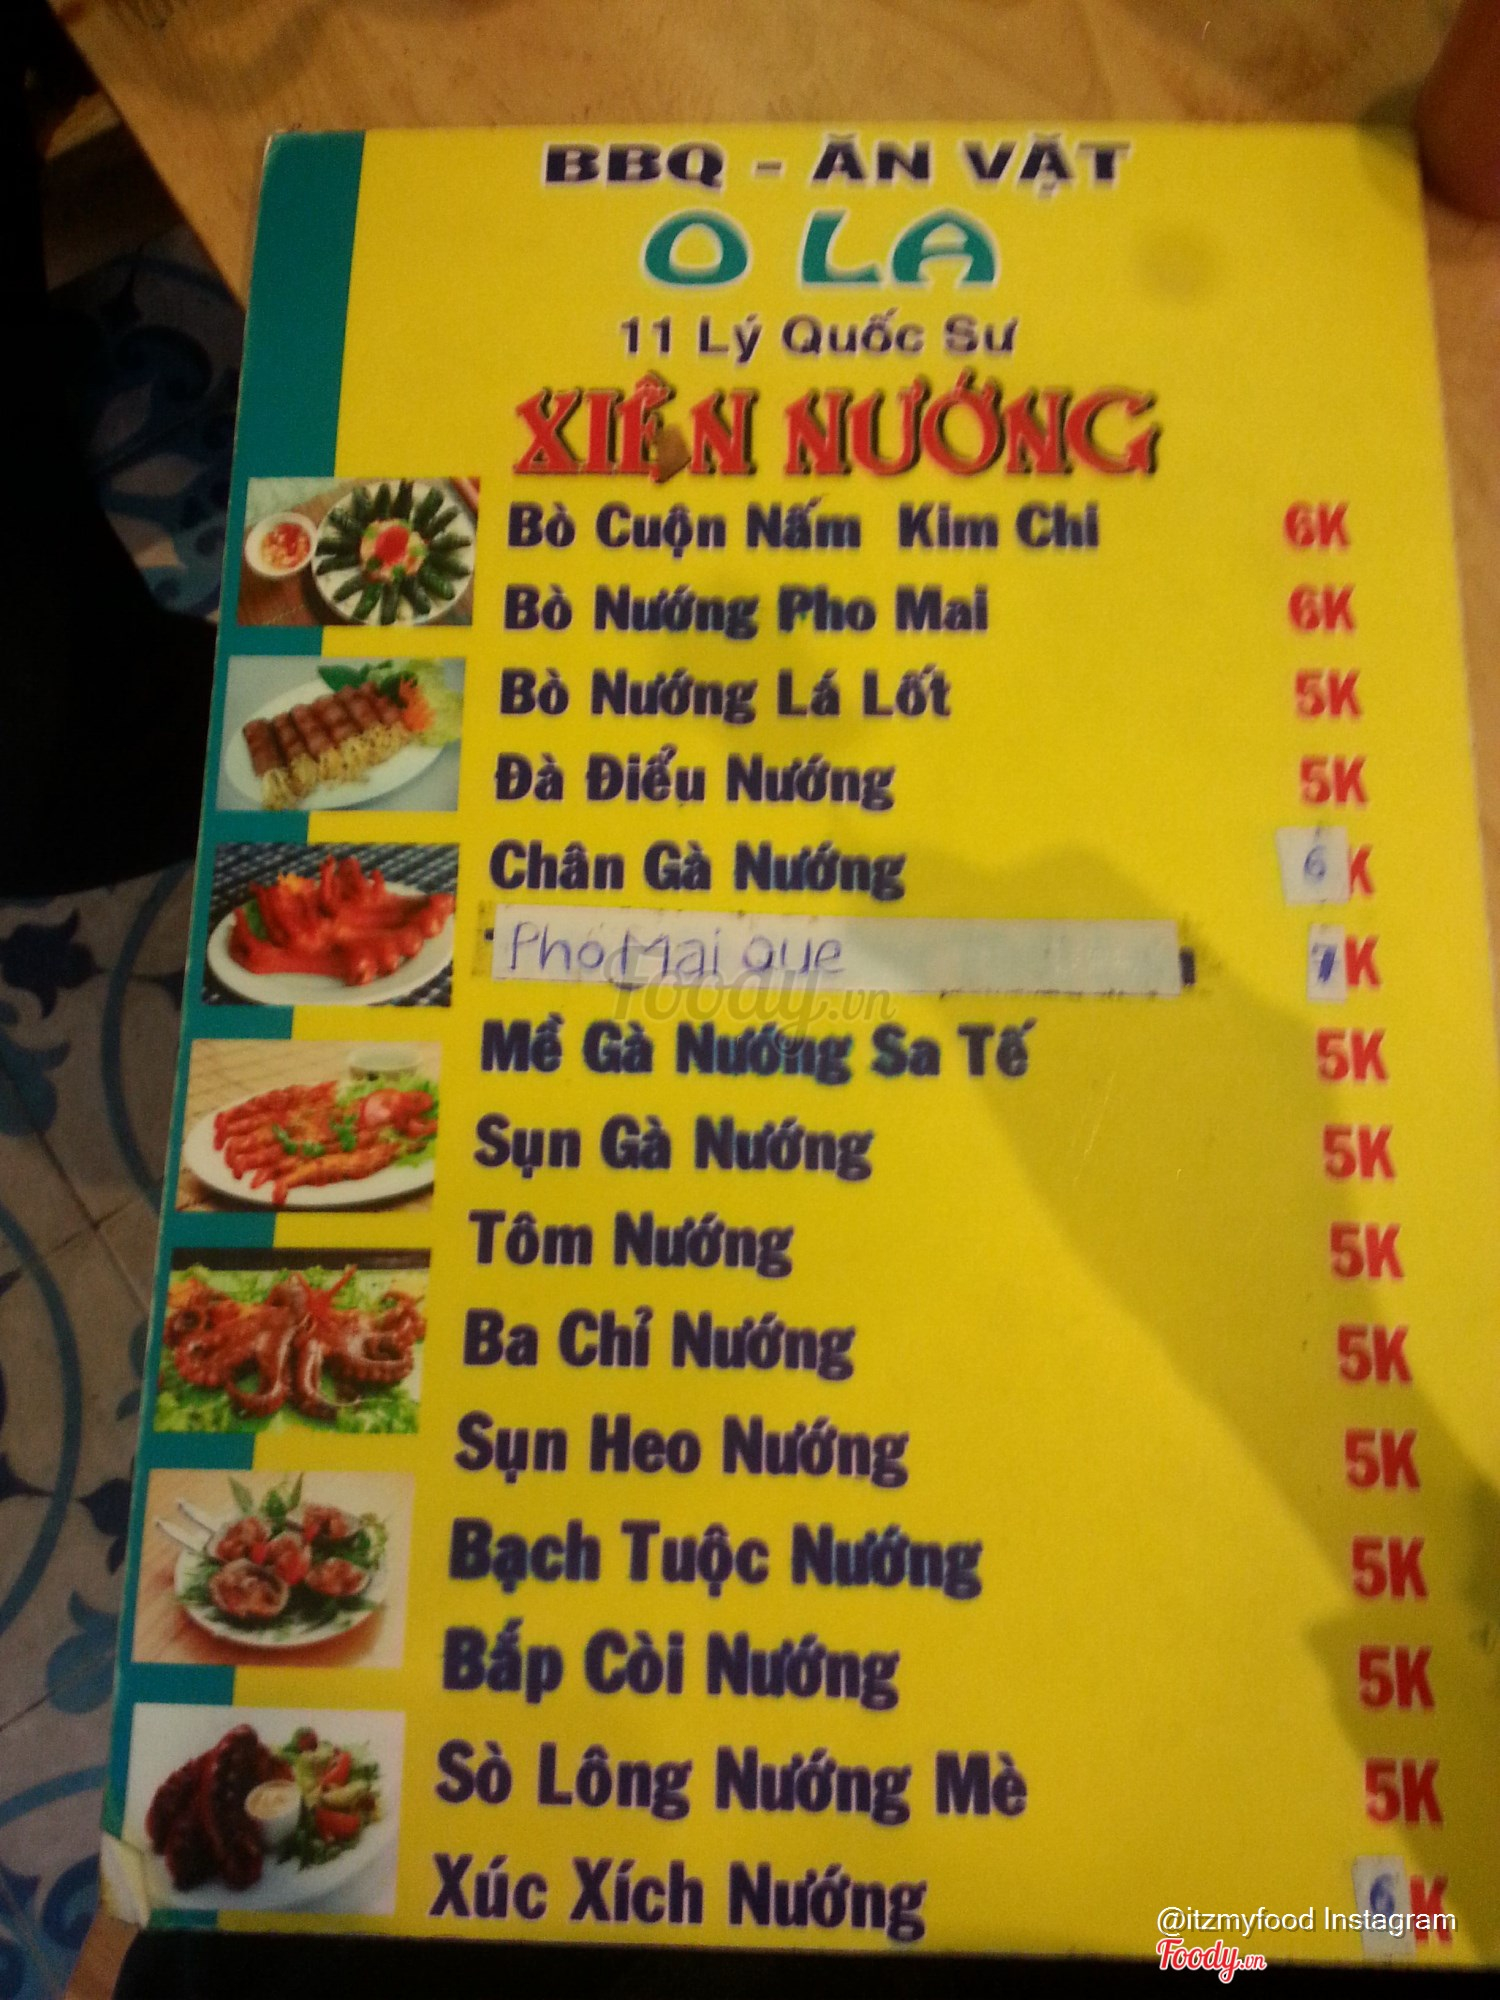 BBQ - ĂN VẶT
O LA
11 Lý Quốc Sư
XIÊN NƯỚNG
Bò Cuộn Nấm Kim Chi 6K
Bò Nướng Pho Mai 6K
Bò Nướng Lá Lốt 5K
Đà Điểu Nướng 5K
Chân Gà Nướng 6K
Pho Mai que 7K
Mề Gà Nướng Sa Tế 5K
Sụn Gà Nướng 5K
Tôm Nướng 5K
Ba Chỉ Nướng 5K
Sụn Heo Nướng 5K
Bạch Tuộc Nướng 5K
Bắp Còi Nướng 5K
Sò Lông Nướng Mè 5K
Xúc Xích Nướng 6K
Foody.vn
@itzmyfood Instagram
Foody.vn